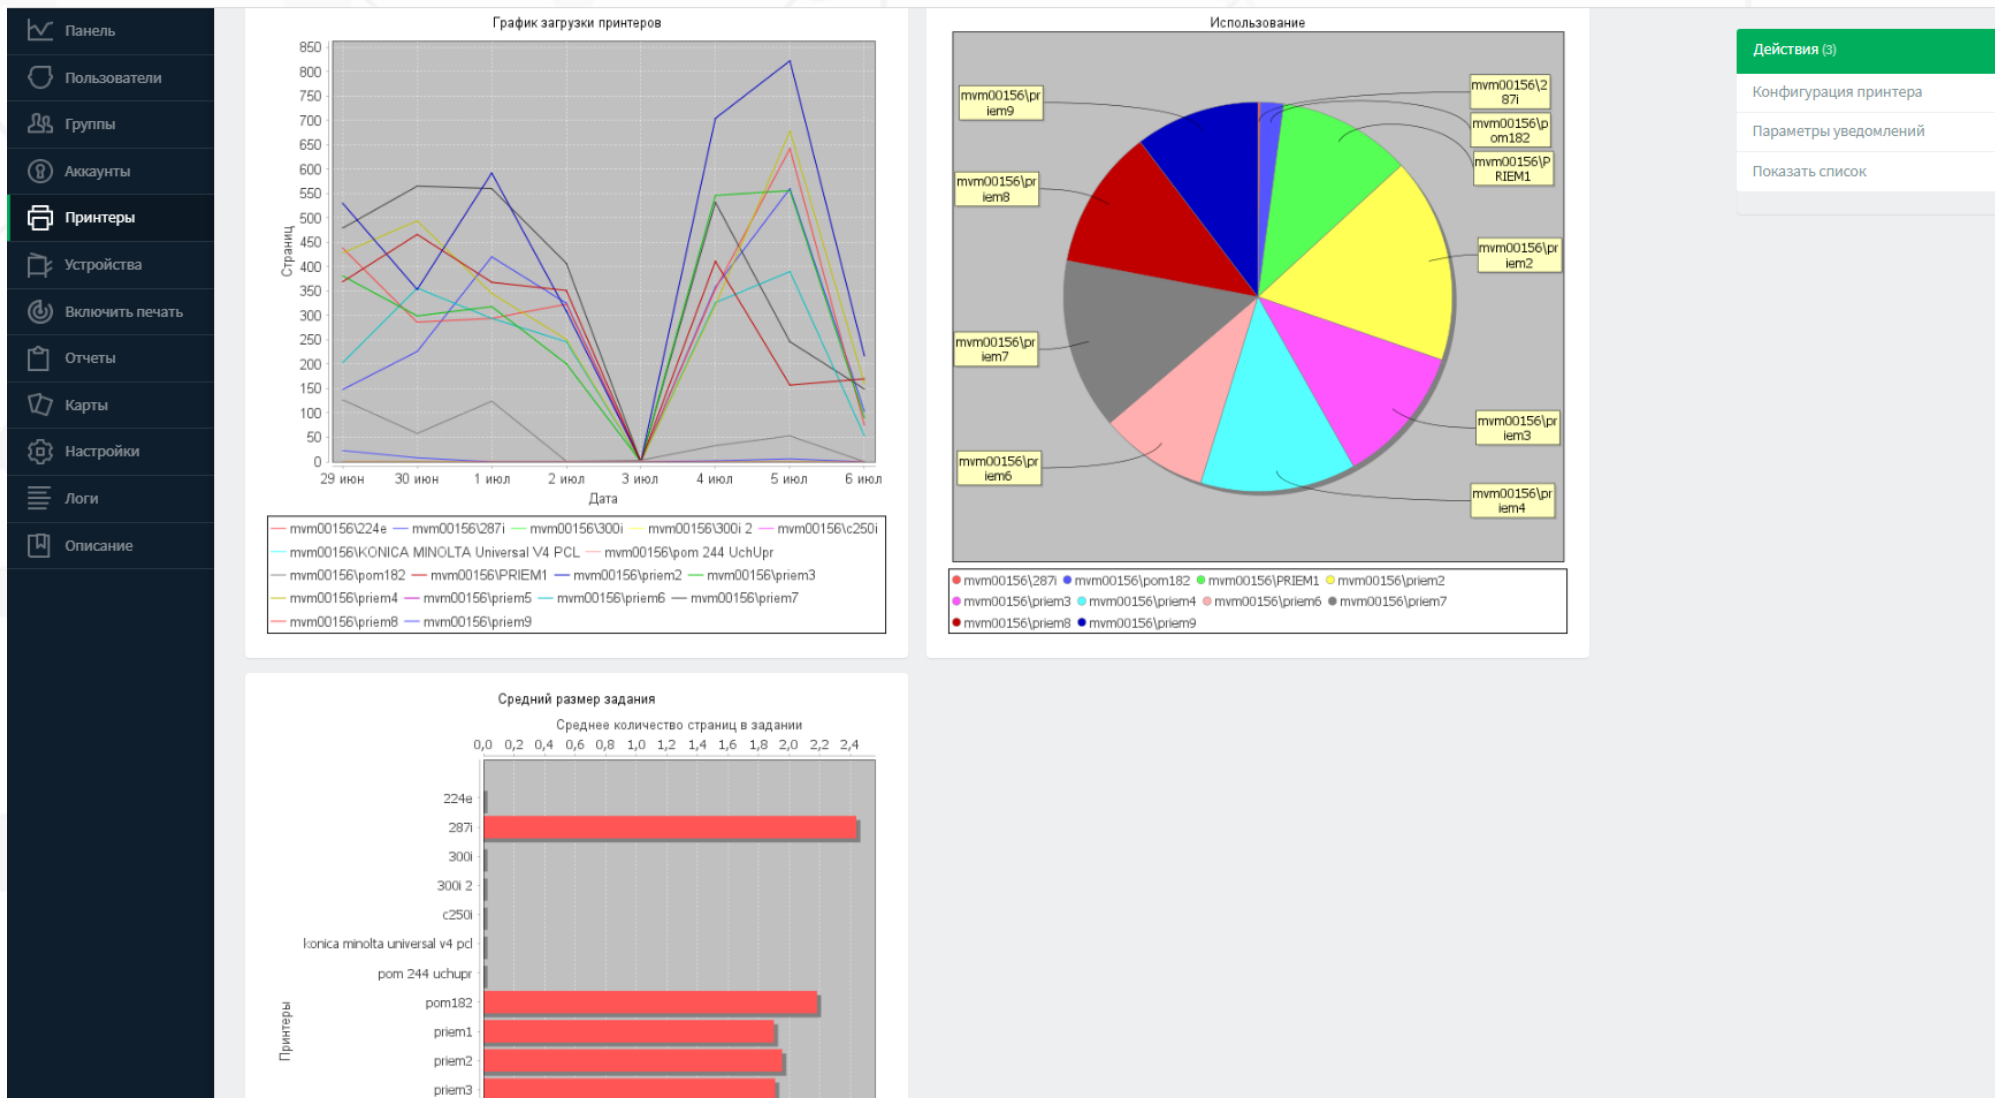 Панель
Пользователи
Группы
Аккаунты
Принтеры
Устройства
Включить печать
Отчеты
Карты
Настройки
Логи
Описание
График загрузки принтеров
Страниц
850
800
750
700
650
600
550
500
450
400
350
300
250
200
150
100
50
0
29 июн 30 июн 1 июл 2 июл 3 июл 4 июл 5 июл 6 июл
Дата
mvm00156\224e mvm00156\287i mvm00156\300i mvm00156\300i 2 mvm00156\c250i
mvm00156\KONICA MINOLTA Universal V4 PCL mvm00156\pom 244 UchUpr
mvm00156\pom182 mvm00156\PRIEM1 mvm00156\priem2 mvm00156\priem3
mvm00156\priem4 mvm00156\priem5 mvm00156\priem6 mvm00156\priem7
mvm00156\priem8 mvm00156\priem9
Использование
mvm00156\pr
iem9
mvm00156\pr
iem8
mvm00156\pr
iem7
mvm00156\pr
iem6
mvm00156\2
87i
mvm00156\p
om182
mvm00156\P
RIEM1
mvm00156\pr
iem2
mvm00156\pr
iem3
mvm00156\pr
iem4
mvm00156\287i mvm00156\pom182 mvm00156\PRIEM1 mvm00156\priem2
mvm00156\priem3 mvm00156\priem4 mvm00156\priem6 mvm00156\priem7
mvm00156\priem8 mvm00156\priem9
Действия (3)
Конфигурация принтера
Параметры уведомлений
Показать список
Средний размер задания
Среднее количество страниц в задании
0,0 0,2 0,4 0,6 0,8 1,0 1,2 1,4 1,6 1,8 2,0 2,2 2,4
Принтеры
224e
287i
300i
300i 2
c250i
konica minolta universal v4 pcl
pom 244 uchupr
pom182
priem1
priem2
priem3